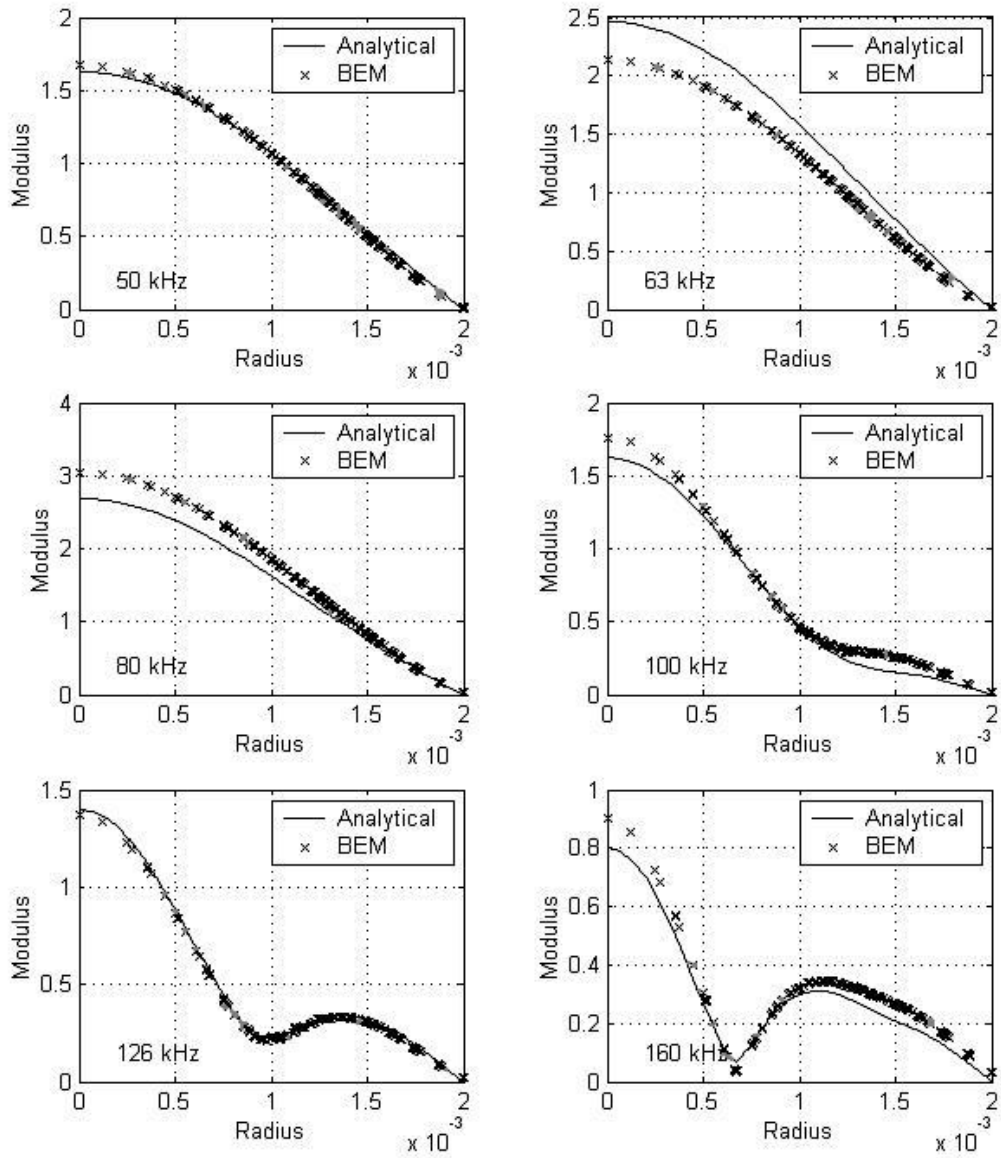 2
1.5
1
0.5
0
Modulus
Analytical
BEM
50 kHz
0 0.5 1 1.5 2
Radius
x 10^-3
2.5
2
1.5
1
0.5
0
Modulus
Analytical
BEM
63 kHz
0 0.5 1 1.5 2
Radius
x 10^-3
4
3
2
1
0
Modulus
Analytical
BEM
80 kHz
0 0.5 1 1.5 2
Radius
x 10^-3
2
1.5
1
0.5
0
Modulus
Analytical
BEM
100 kHz
0 0.5 1 1.5 2
Radius
x 10^-3
1.5
1
0.5
0
Modulus
Analytical
BEM
126 kHz
0 0.5 1 1.5 2
Radius
x 10^-3
1
0.8
0.6
0.4
0.2
0
Modulus
Analytical
BEM
160 kHz
0 0.5 1 1.5 2
Radius
x 10^-3